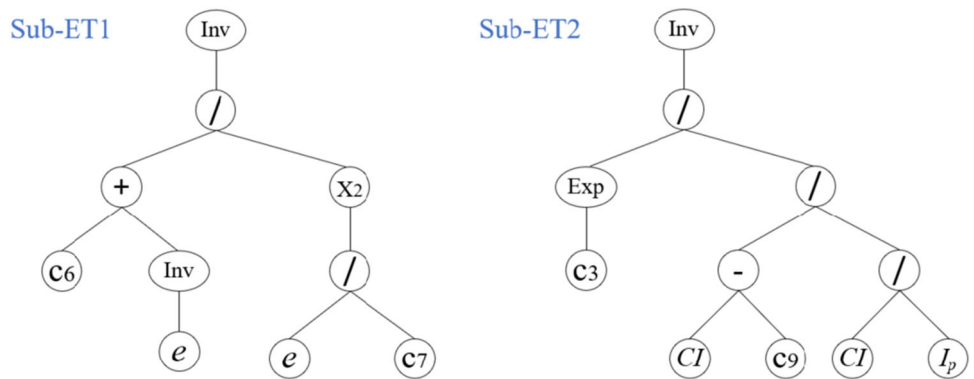 Sub-ET1
Inv
/
+
X2
c6
Inv
/
e
e
c7
Sub-ET2
Inv
/
Exp
/
c3
-
/
CI
c9
CI
Ip